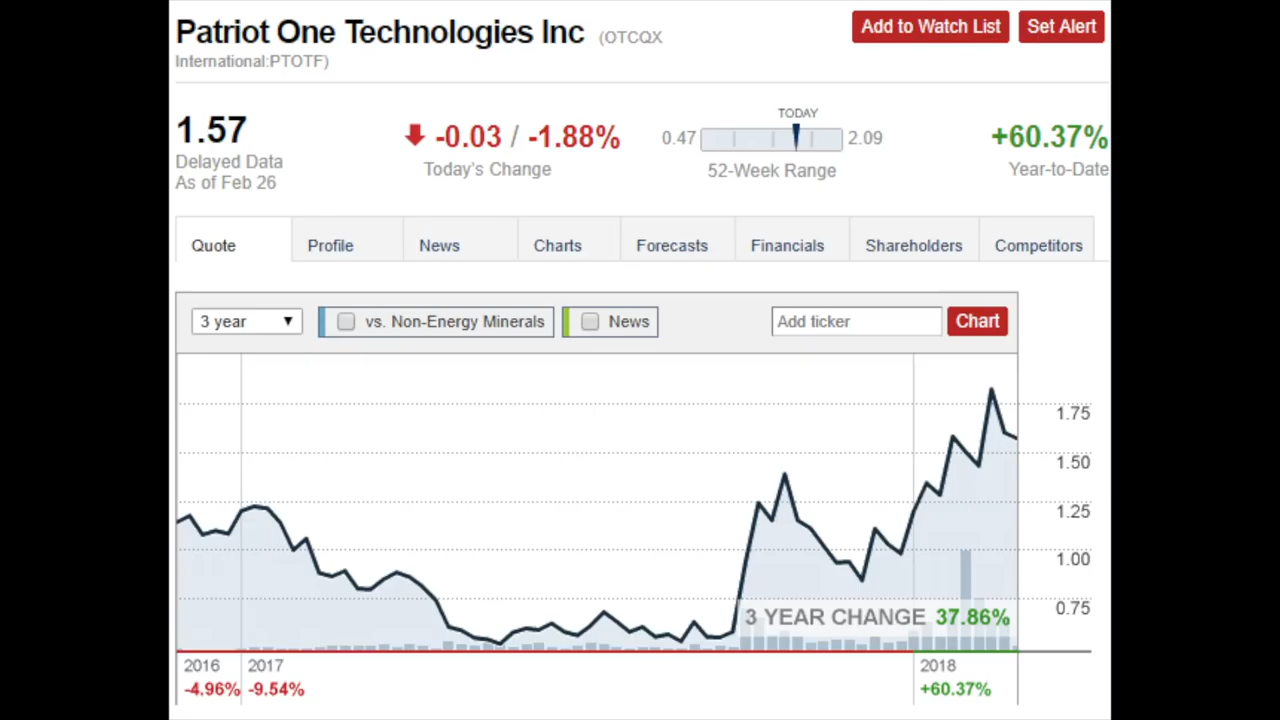 Patriot One Technologies Inc (OTCQX
International:PTOTF)
Add to Watch List
Set Alert
1.57
Delayed Data
As of Feb 26
-0.03 / -1.88%
Today's Change
TODAY
0.47
2.09
52-Week Range
+60.37%
Year-to-Date
Quote
Profile
News
Charts
Forecasts
Financials
Shareholders
Competitors
3 year
vs. Non-Energy Minerals
News
Add ticker
Chart
1.75
1.50
1.25
1.00
0.75
3 YEAR CHANGE 37.86%
2016
2017
2018
-4.96%
-9.54%
+60.37%